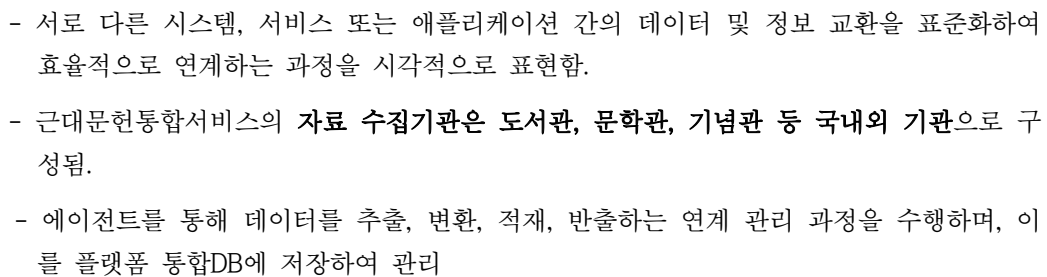 - 서로 다른 시스템, 서비스 또는 애플리케이션 간의 데이터 및 정보 교환을 표준화하여
효율적으로 연계하는 과정을 시각적으로 표현함.
- 근대문헌통합서비스의 자료 수집기관은 도서관, 문학관, 기념관 등 국내외 기관으로 구
성됨.
- 에이전트를 통해 데이터를 추출, 변환, 적재, 반출하는 연계 관리 과정을 수행하며, 이
를 플랫폼 통합DB에 저장하여 관리